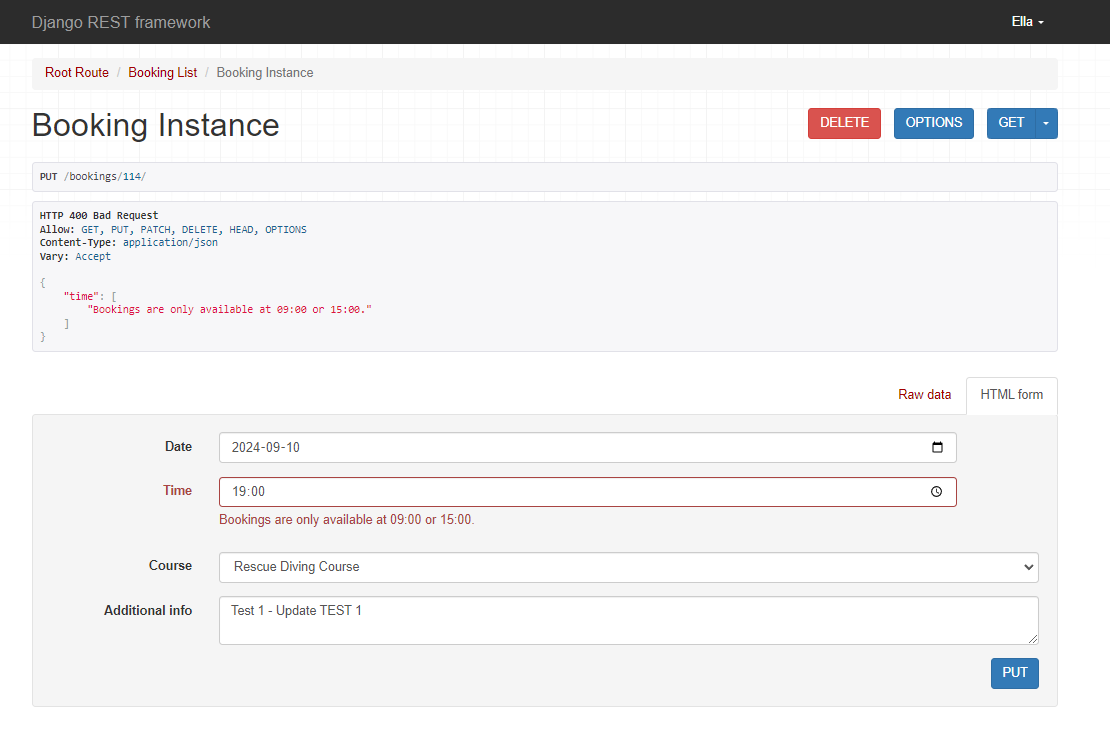 Django REST framework
Ella
Root Route / Booking List / Booking Instance
Booking Instance
DELETE
OPTIONS
GET
PUT /bookings/114/
HTTP 400 Bad Request
Allow: GET, PUT, PATCH, DELETE, HEAD, OPTIONS
Content-Type: application/json
Vary: Accept
{
"time": [
"Bookings are only available at 09:00 or 15:00."
]
}
Raw data
HTML form
Date
2024-09-10
Time
19:00
Bookings are only available at 09:00 or 15:00.
Course
Rescue Diving Course
Additional info
Test 1 - Update TEST 1
PUT